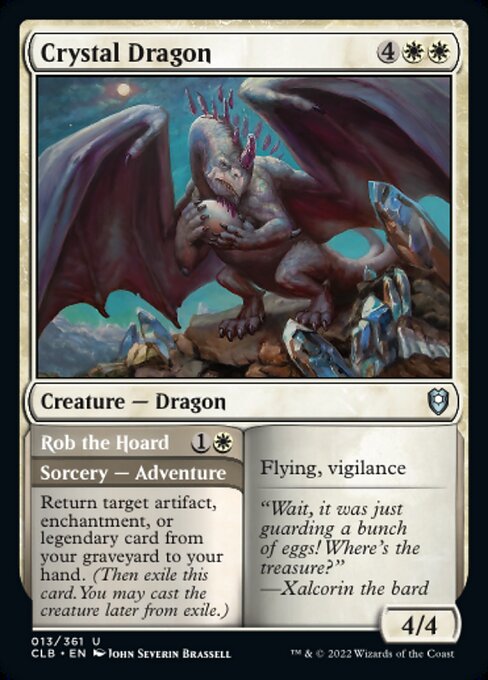 Crystal Dragon 4
Creature — Dragon
Rob the Hoard 1
Sorcery — Adventure
Return target artifact,
enchantment, or
legendary card from
your graveyard to your
hand. (Then exile this
card. You may cast the
creature later from exile.)
Flying, vigilance
“Wait, it was just
guarding a bunch
of eggs! Where’s the
treasure?”
—Xalcorin the bard
4/4
013/361 U
CLB • EN John Severin Brassell
™ & © 2022 Wizards of the Coast